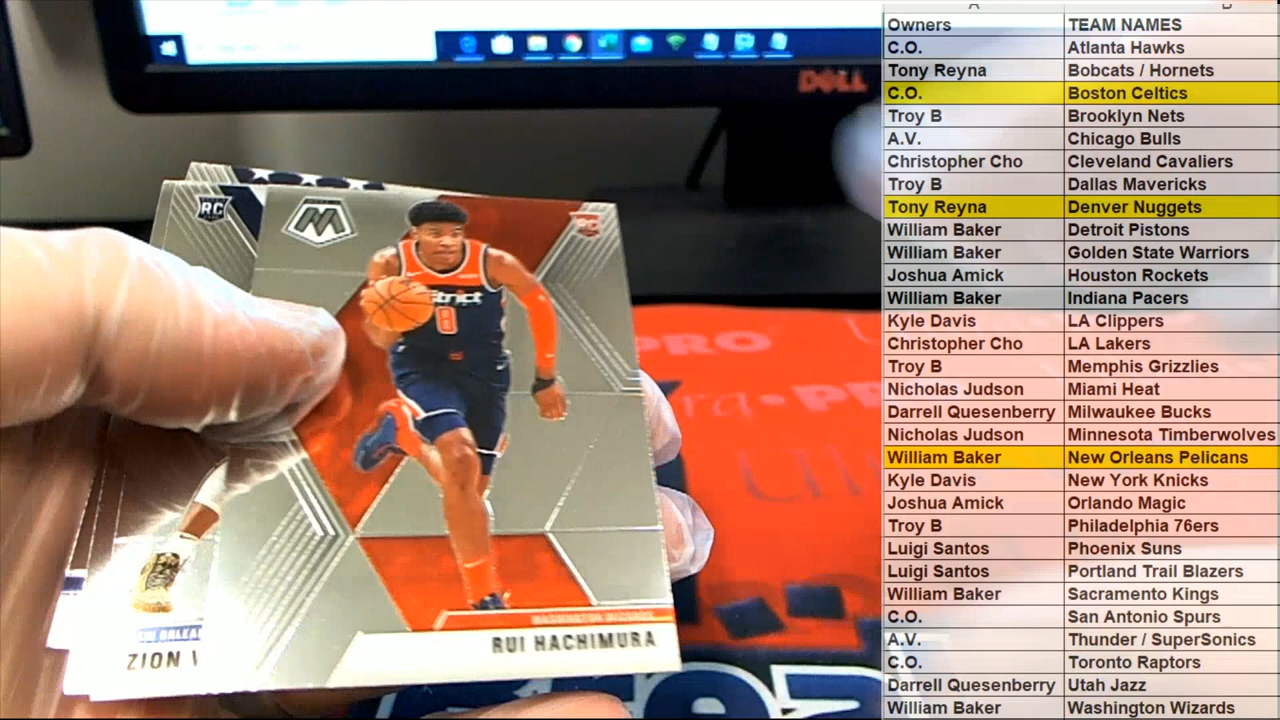 DELL
RC
M
RC
strict
8
WASHINGTON WIZARDS
RUI HACHIMURA
ZION
PRO
PR
Owners TEAM NAMES
C.O. Atlanta Hawks
Tony Reyna Bobcats / Hornets
C.O. Boston Celtics
Troy B Brooklyn Nets
A.V. Chicago Bulls
Christopher Cho Cleveland Cavaliers
Troy B Dallas Mavericks
Tony Reyna Denver Nuggets
William Baker Detroit Pistons
William Baker Golden State Warriors
Joshua Amick Houston Rockets
William Baker Indiana Pacers
Kyle Davis LA Clippers
Christopher Cho LA Lakers
Troy B Memphis Grizzlies
Nicholas Judson Miami Heat
Darrell Quesenberry Milwaukee Bucks
Nicholas Judson Minnesota Timberwolves
William Baker New Orleans Pelicans
Kyle Davis New York Knicks
Joshua Amick Orlando Magic
Troy B Philadelphia 76ers
Luigi Santos Phoenix Suns
Luigi Santos Portland Trail Blazers
William Baker Sacramento Kings
C.O. San Antonio Spurs
A.V. Thunder / SuperSonics
C.O. Toronto Raptors
Darrell Quesenberry Utah Jazz
William Baker Washington Wizards